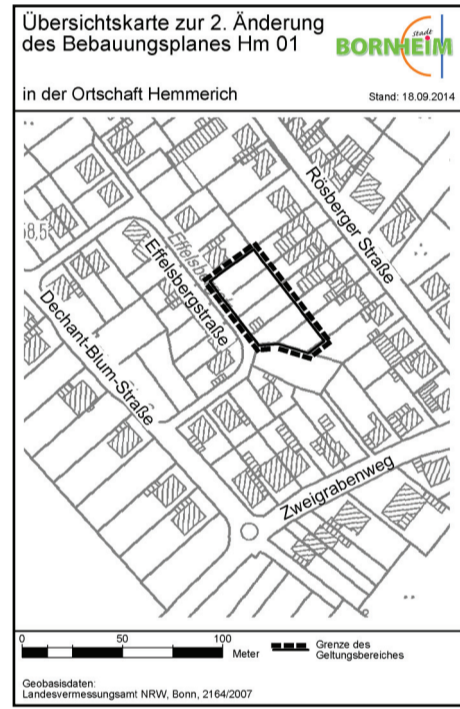 Übersichtskarte zur 2. Änderung
des Bebauungsplanes Hm 01
Stadt
BORNHEIM
in der Ortschaft Hemmerich
Stand: 18.09.2014
Rösberger Straße
Effelsbergstraße
Dechant-Blum-Straße
Zweigrabenweg
0 50 100
Meter
Grenze des
Geltungsbereiches
Geobasisdaten:
Landesvermessungsamt NRW, Bonn, 2164/2007